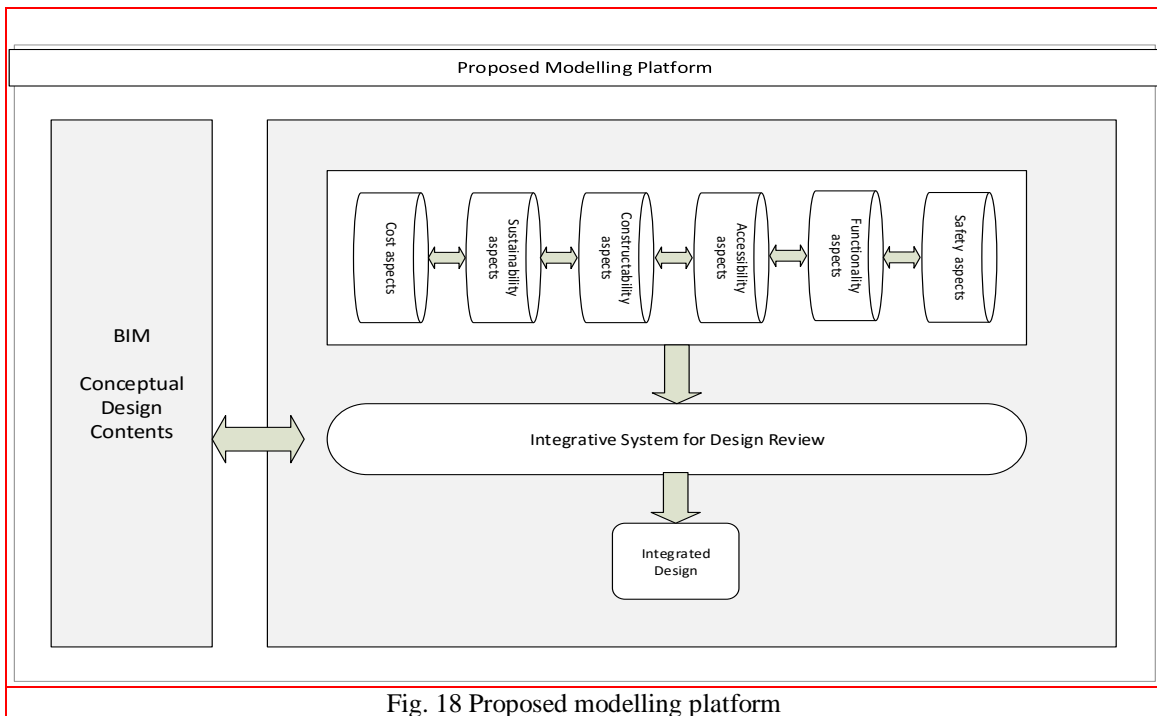 Proposed Modelling Platform
BIM
Conceptual
Design
Contents
Cost aspects
Sustainability
aspects
Constructability
aspects
Accessibility
aspects
Functionality
aspects
Safety aspects
Integrative System for Design Review
Integrated
Design
Fig. 18 Proposed modelling platform